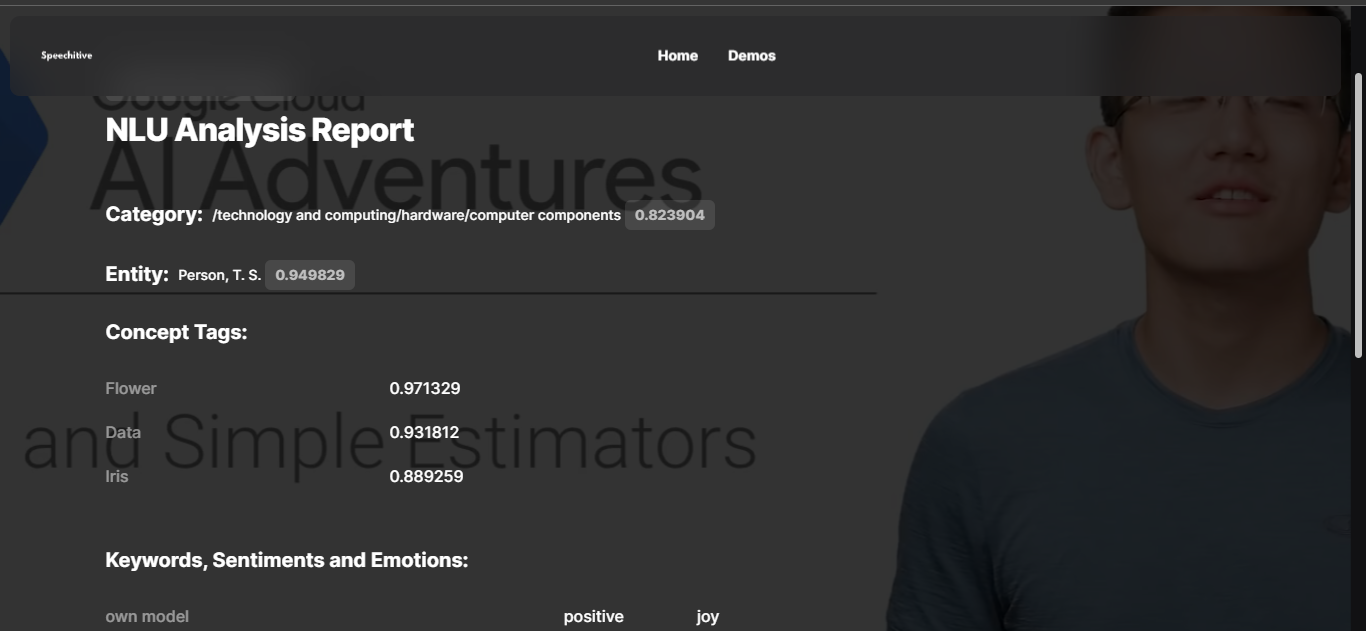 Speechitive
Home Demos
Google Cloud
NLU Analysis Report
AI Adventures
Category: /technology and computing/hardware/computer components 0.823904
Entity: Person, T. S. 0.949829
Concept Tags:
Flower 0.971329
Data 0.931812
and Simple Estimators
Iris 0.889259
Keywords, Sentiments and Emotions:
own model positive joy